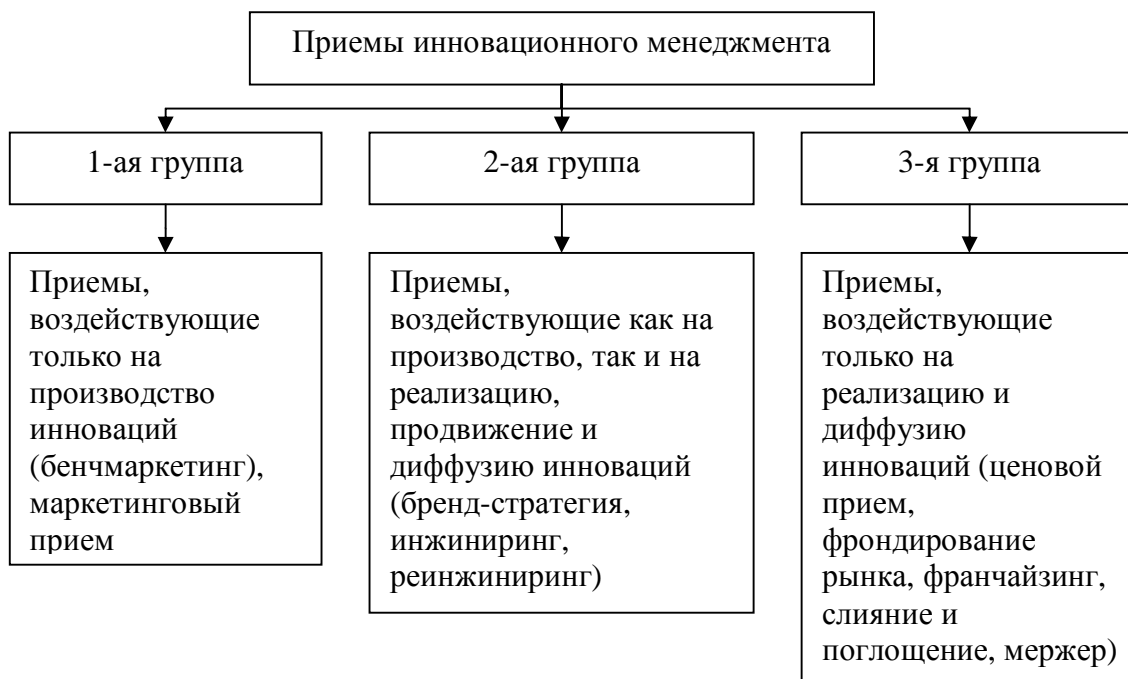 Приемы инновационного менеджмента
1-ая группа
2-ая группа
3-я группа
Приемы,
воздействующие
только на
производство
инноваций
(бенчмаркетинг),
маркетинговый
прием
Приемы,
воздействующие как на
производство, так и на
реализацию,
продвижение и
диффузию инноваций
(бренд-стратегия,
инжиниринг,
реинжиниринг)
Приемы,
воздействующие
только на
реализацию и
диффузию
инноваций (ценовой
прием,
фрондирование
рынка, франчайзинг,
слияние и
поглощение, мержер)